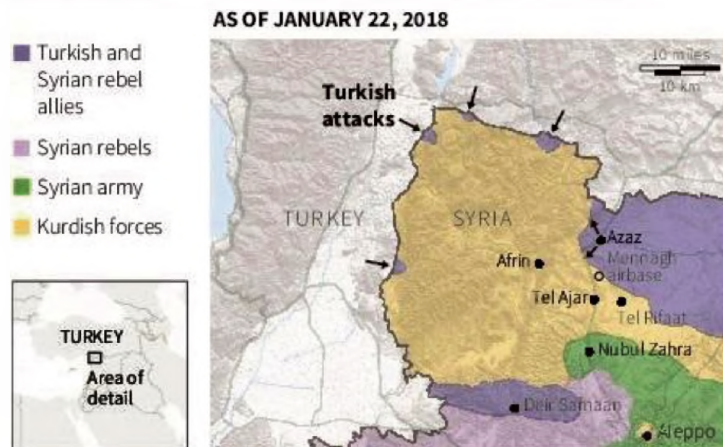 AS OF JANUARY 22, 2018
Turkish and
Syrian rebel
allies
Syrian rebels
Syrian army
Kurdish forces
10 miles
10 km
Turkish
attacks
TURKEY
SYRIA
Azaz
Afrin
Mennagh
airbase
Tel Ajar
Tel Rifaat
Nubul Zahra
TURKEY
Area of
detail
Deir Samaan
Aleppo